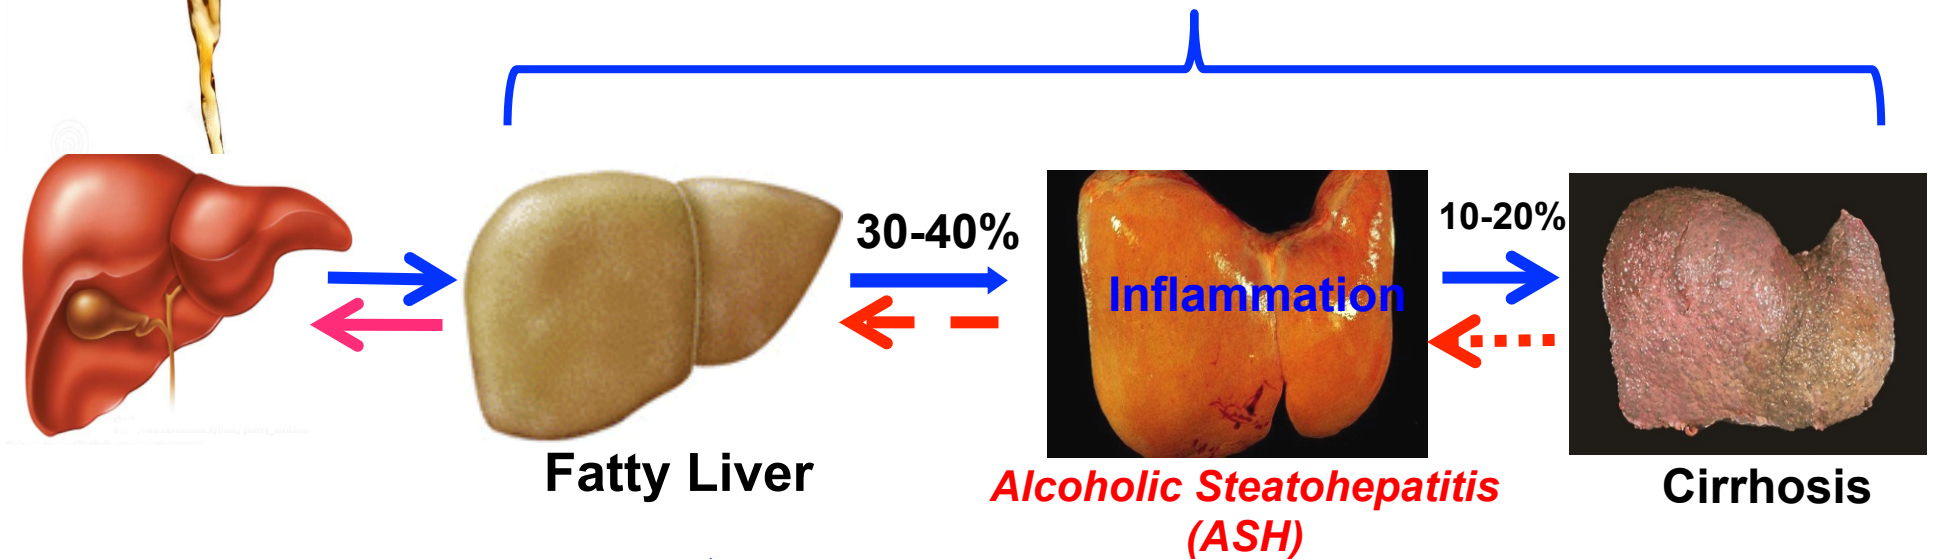 30-40%
10-20%
Inflammation
Fatty Liver
Alcoholic Steatohepatitis
(ASH)
Cirrhosis